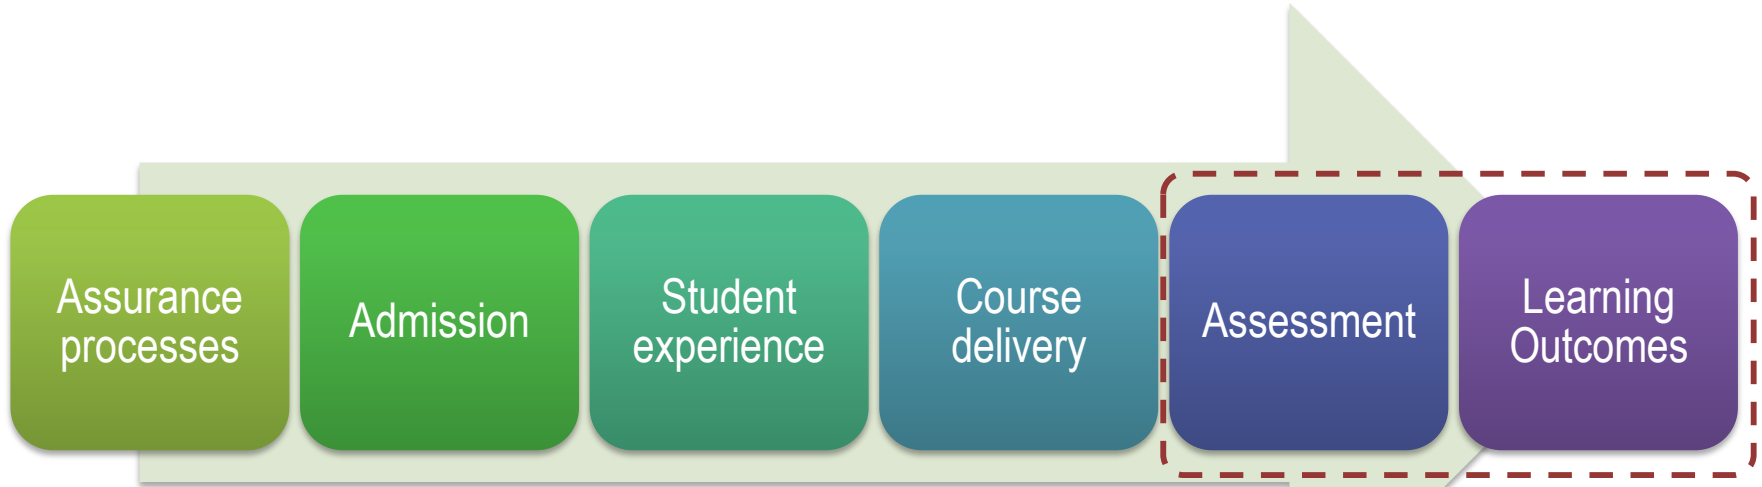 Assurance
processes
Admission
Student
experience
Course
delivery
Assessment
Learning
Outcomes